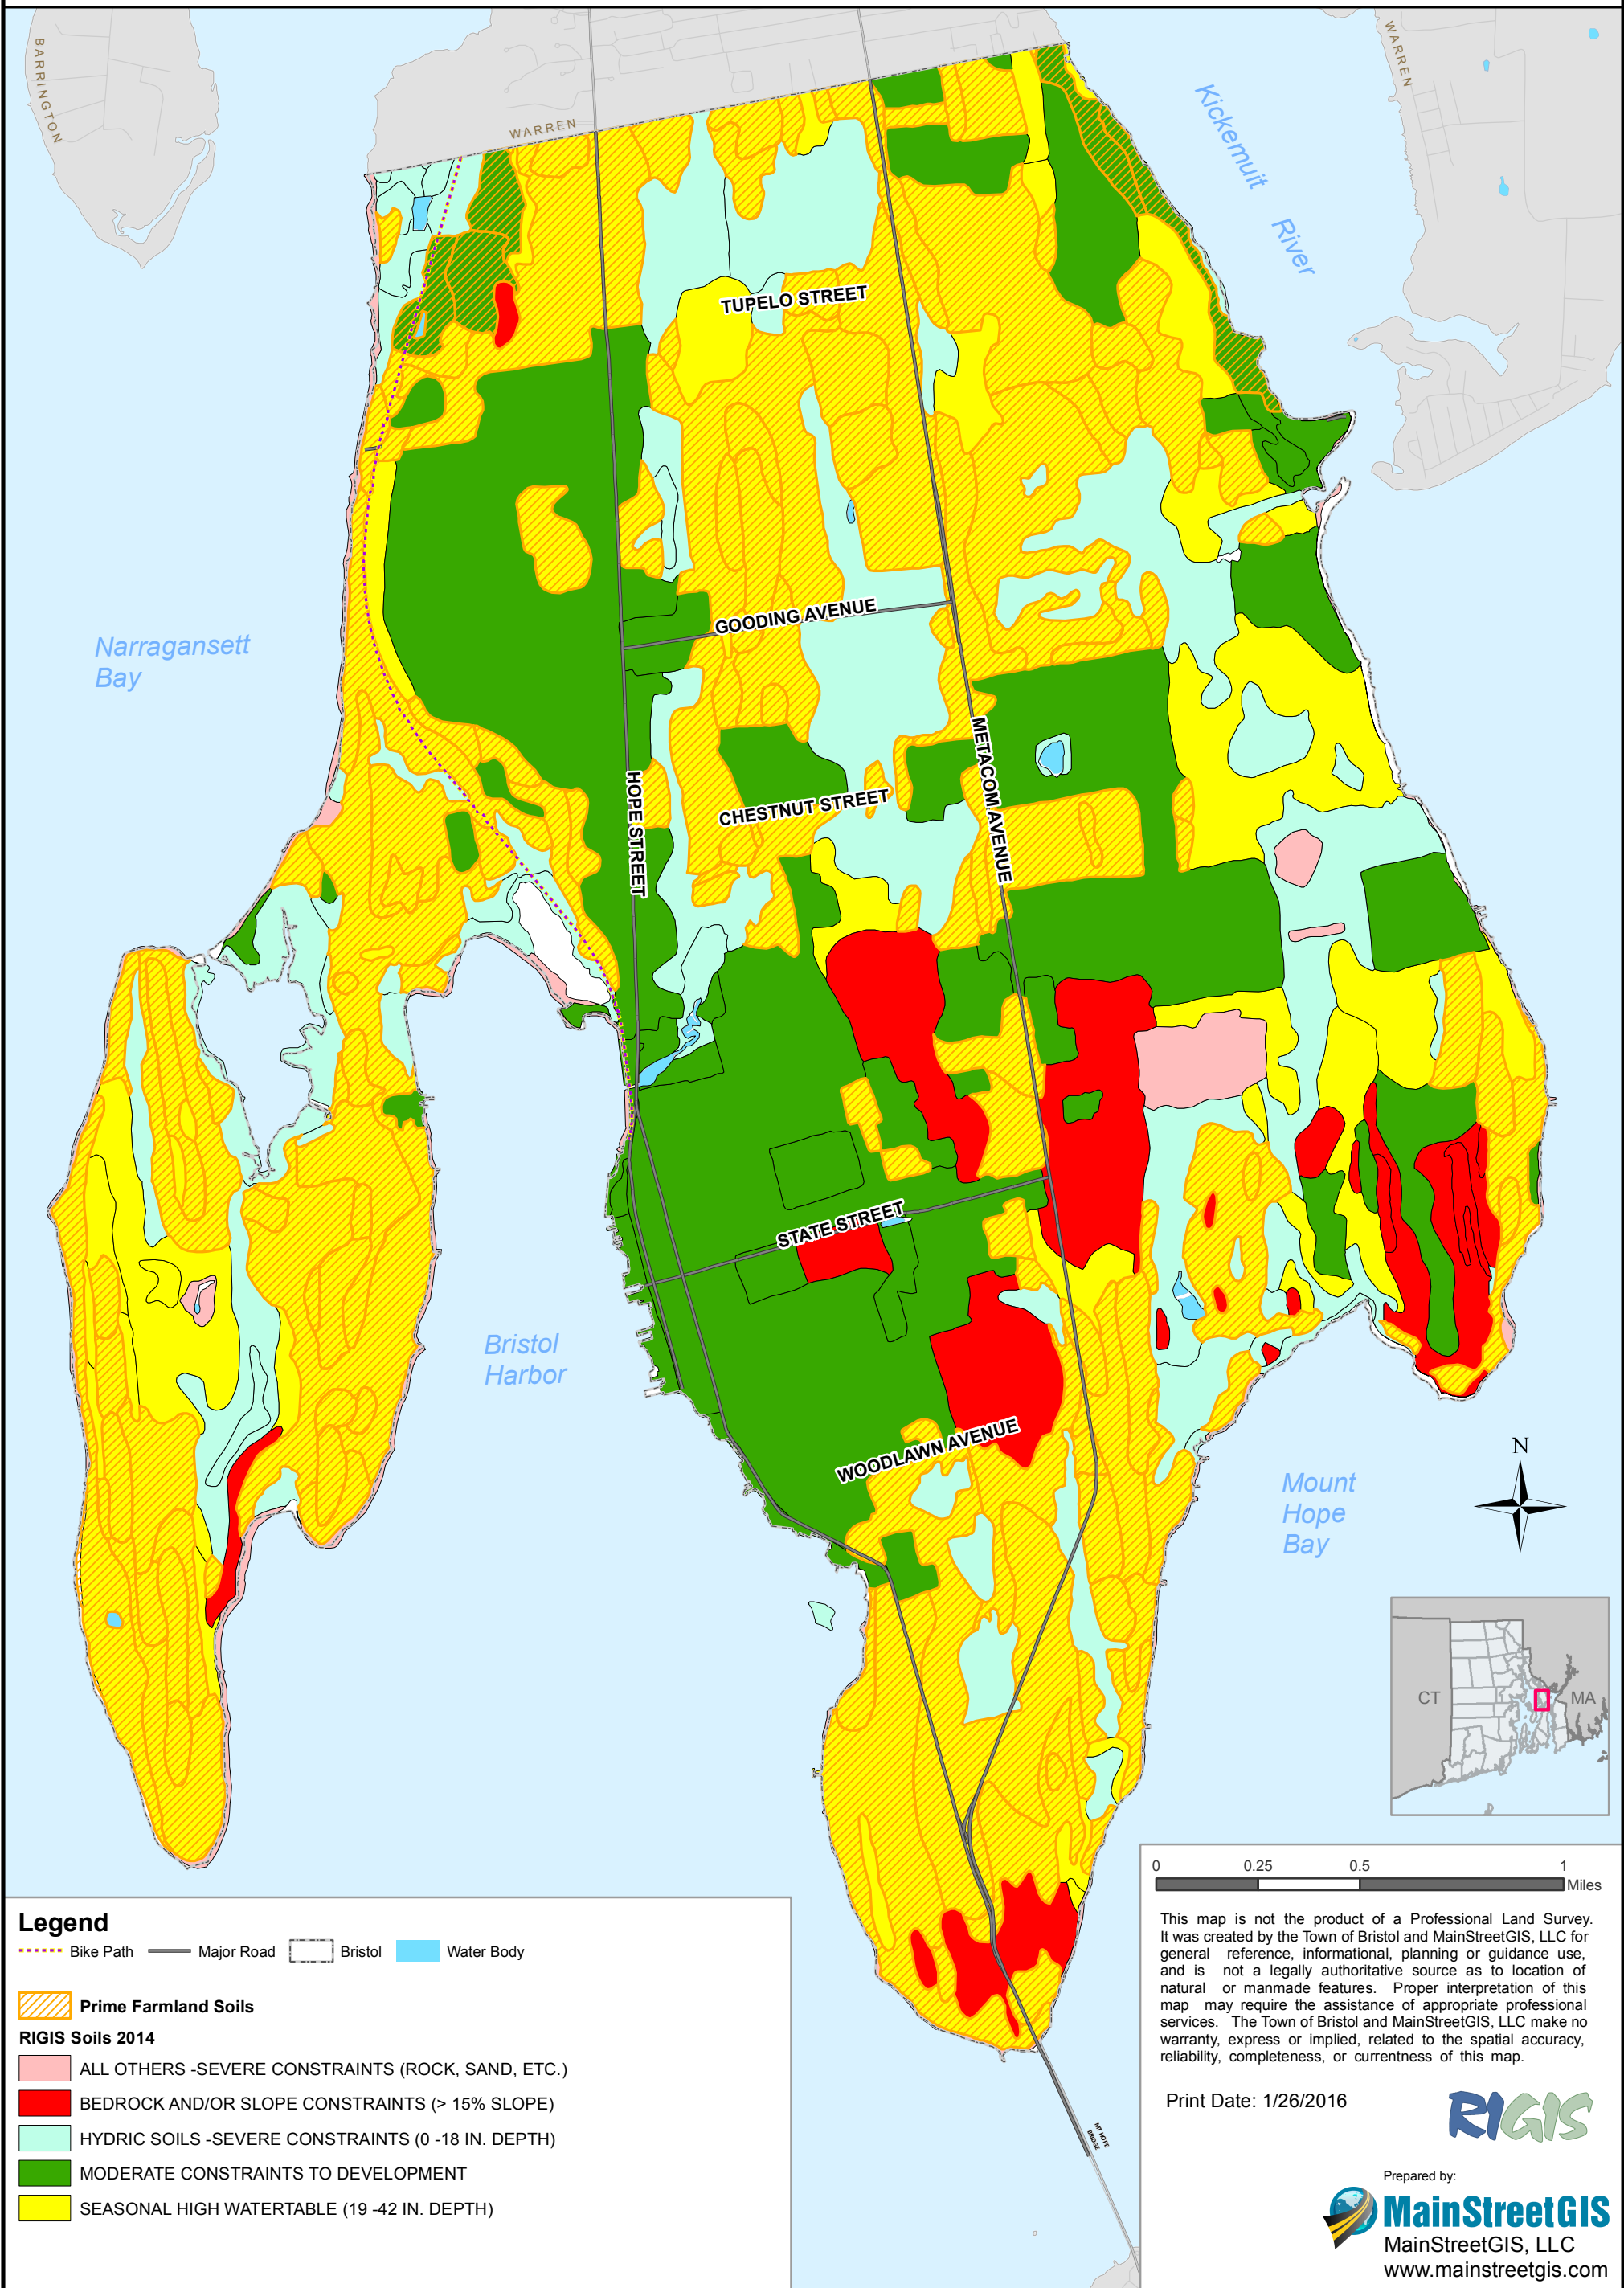 BARRINGTON
WARREN
WARREN
Kickemuit
River
TUPELO STREET
Narragansett
Bay
GOODING AVENUE
HOPE STREET
METACOM AVENUE
CHESTNUT STREET
STATE STREET
Bristol
Harbor
WOODLAWN AVENUE
Mount
Hope
Bay
N
CT
MA
0 0.25 0.5 1
Miles
Legend
Bike Path Major Road Bristol Water Body
Prime Farmland Soils
RIGIS Soils 2014
ALL OTHERS -SEVERE CONSTRAINTS (ROCK, SAND, ETC.)
BEDROCK AND/OR SLOPE CONSTRAINTS (> 15% SLOPE)
HYDRIC SOILS -SEVERE CONSTRAINTS (0 -18 IN. DEPTH)
MODERATE CONSTRAINTS TO DEVELOPMENT
SEASONAL HIGH WATERTABLE (19 -42 IN. DEPTH)
MT HOPE
BRIDGE
This map is not the product of a Professional Land Survey.
It was created by the Town of Bristol and MainStreetGIS, LLC for
general reference, informational, planning or guidance use,
and is not a legally authoritative source as to location of
natural or manmade features. Proper interpretation of this
map may require the assistance of appropriate professional
services. The Town of Bristol and MainStreetGIS, LLC make no
warranty, express or implied, related to the spatial accuracy,
reliability, completeness, or currentness of this map.
Print Date: 1/26/2016
RIGIS
Prepared by:
MainStreetGIS
MainStreetGIS, LLC
www.mainstreetgis.com